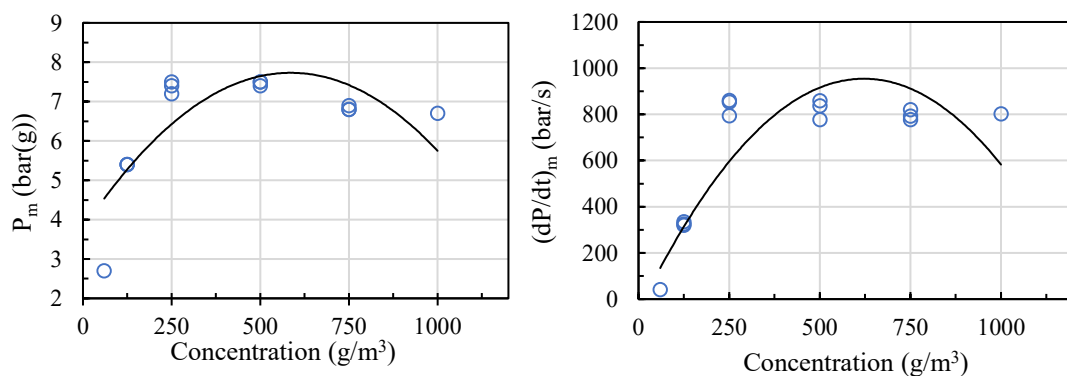 9
8
7
6
5
4
3
2
P_m (bar(g))
0 250 500 750 1000
Concentration (g/m³)
1200
1000
800
600
400
200
0
(dP/dt)_m (bar/s)
0 250 500 750 1000
Concentration (g/m³)